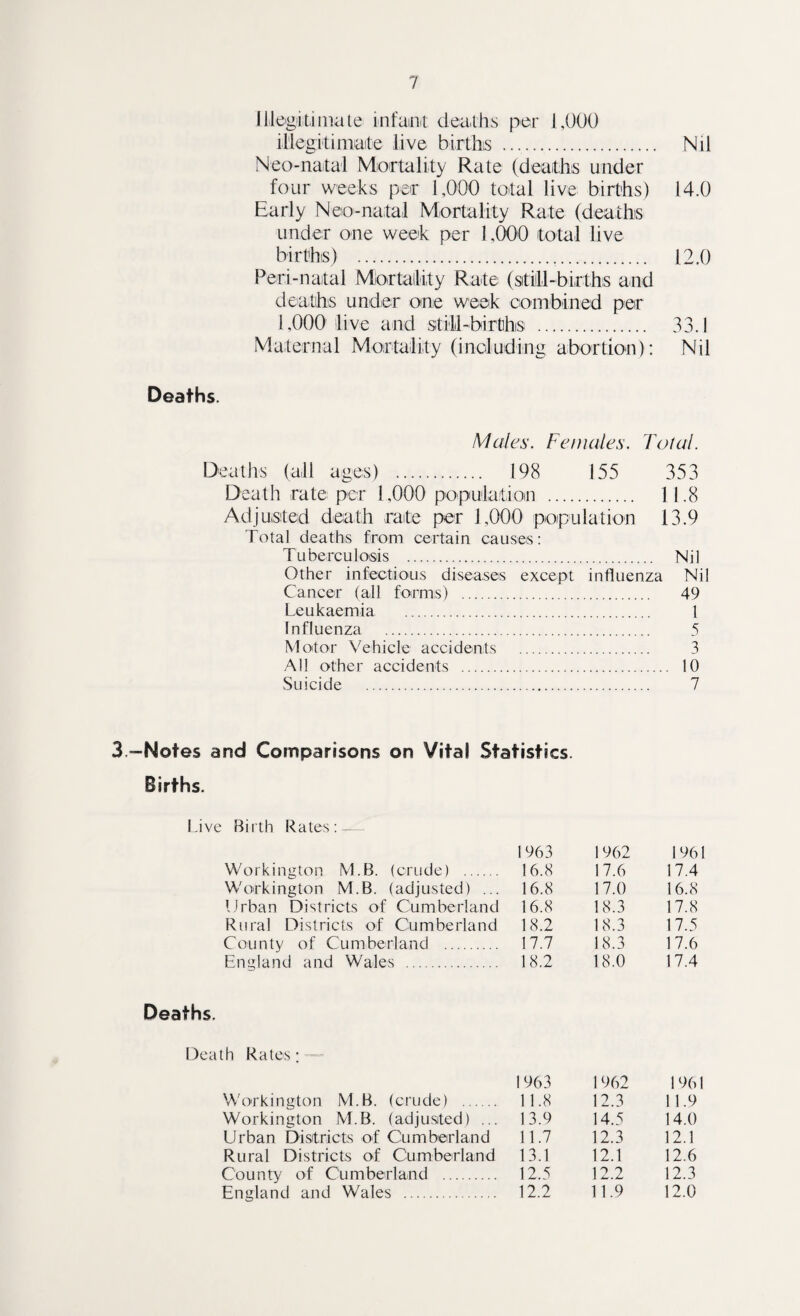 7
Illegitimate infant deaths per 1,000
illegitimate live births ........................ Nil
Neo-natal Mortality Rate (deaths under
four weeks per 1,000 total live births) 14.0
Early Neo-natal Mortality Rate (deaths
under one week per 1,000 total live
births) ............................................ 12.0
Peri-natal Mortality Rate (still-births and
deaths under one week combined per
1,000 live and still-births ............... 33.1
Maternal Mortality (including abortion): Nil
Deaths.
Males. Females. Total.
Deaths (all ages) ............ 198 155 353
Death rate per 1,000 population ............ 11.8
Adjusted death rate per 1,000 population 13.9
Total deaths from certain causes:
Tuberculosis .......................................... Nil
Other infectious diseases except influenza Nil
Cancer (all forms) ................................ 49
Leukaemia .......................................... 1
Influenza ............................................. 5
Motor Vehicle accidents ...................... 3
All other accidents ................................... 10
Suicide ................................................ 7
3.—Notes and Comparisons on Vital Statistics.
Births.
Live Birth Rates:—
1963 1962 1961
Workington M.B. (crude) ...... 16.8 17.6 17.4
Workington M.B. (adjusted) ... 16.8 17.0 16.8
Urban Districts of Cumberland 16.8 18.3 17.8
Rural Districts of Cumberland 18.2 18.3 17.5
County of Cumberland ......... 17.7 18.3 17.6
England and Wales ............... 18.2 18.0 17.4
Deaths.
Death Rates:—
1963 1962 1961
Workington M.B. (crude) ...... 11.8 12.3 11.9
Workington M.B. (adjusted) ... 13.9 14.5 14.0
Urban Districts of Cumberland 11.7 12.3 12.1
Rural Districts of Cumberland 13.1 12.1 12.6
County of Cumberland ......... 12.5 12.2 12.3
England and Wales ............... 12.2 11.9 12.0